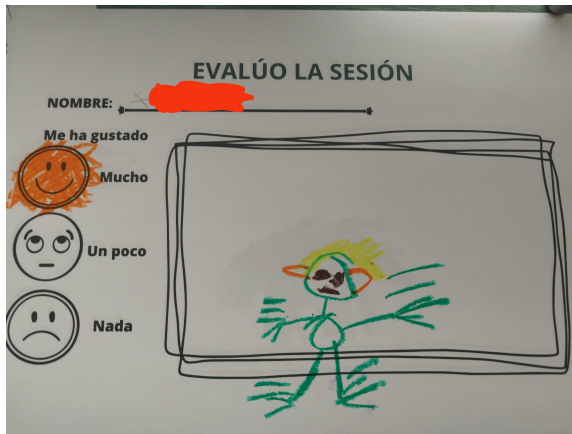 EVALÚO LA SESIÓN
NOMBRE:
Me ha gustado
Mucho
Un poco
Nada